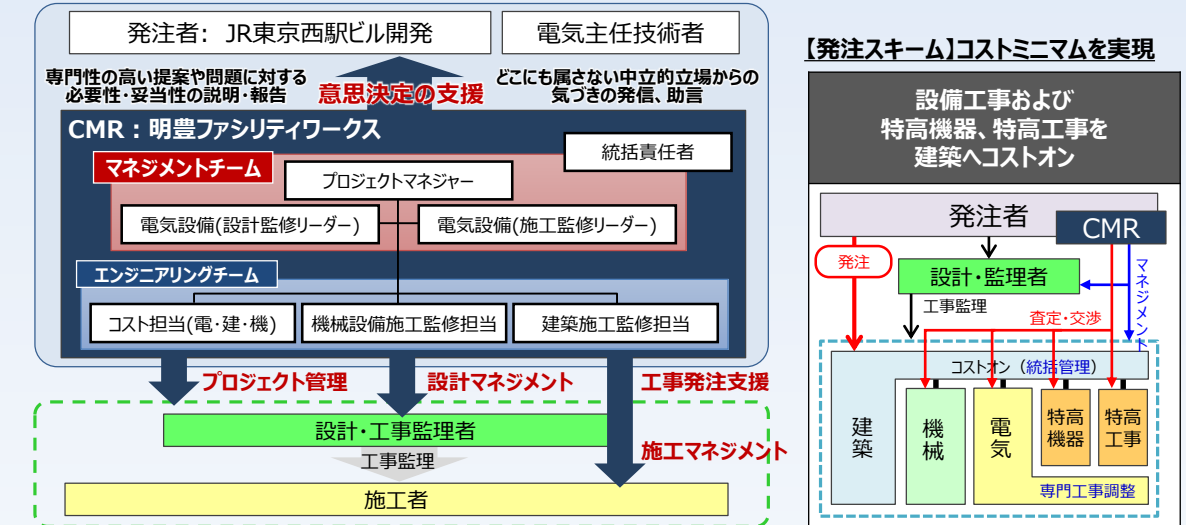 発注者： JR東京西駅ビル開発
電気主任技術者
専門性の高い提案や問題に対する
必要性・妥当性の説明・報告
意思決定の支援
どこにも属さない中立的立場からの
気づきの発信、助言
CMR：明豊ファシリティワークス
統括責任者
マネジメントチーム
プロジェクトマネジャー
電気設備(設計監修リーダー)
電気設備(施工監修リーダー)
エンジニアリングチーム
コスト担当(電・建・機)
機械設備施工監修担当
建築施工監修担当
プロジェクト管理
設計マネジメント
工事発注支援
設計・工事監理者
工事監理
施工マネジメント
施工者
【発注スキーム】コストミニマムを実現
設備工事および
特高機器、特高工事を
建築へコストオン
発注者
CMR
発注
設計・監理者
マネジメント
工事監理
査定・交渉
コストオン（統括管理）
建築
機械
電気
特高
機器
特高
工事
専門工事調整